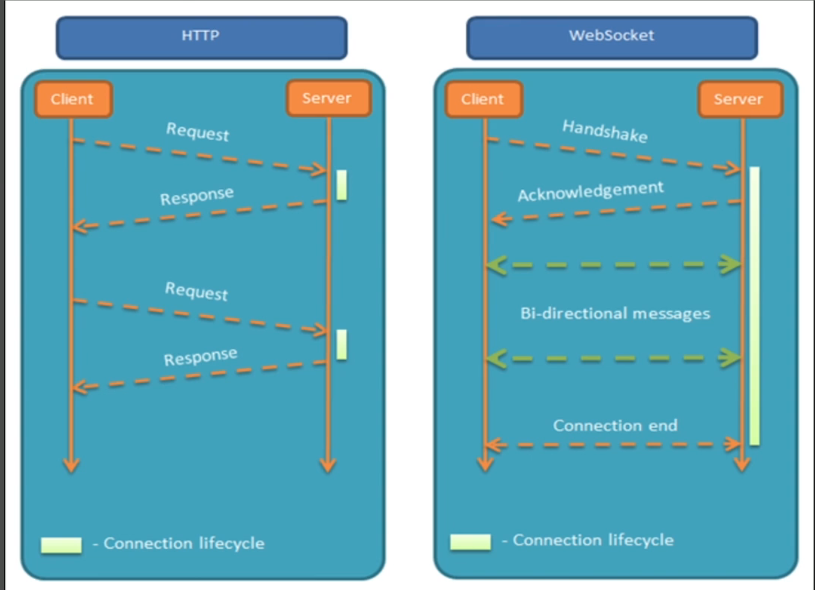 HTTP
Client
Server
Request
Response
Request
Response
- Connection lifecycle
WebSocket
Client
Server
Handshake
Acknowledgement
Bi-directional messages
Connection end
- Connection lifecycle